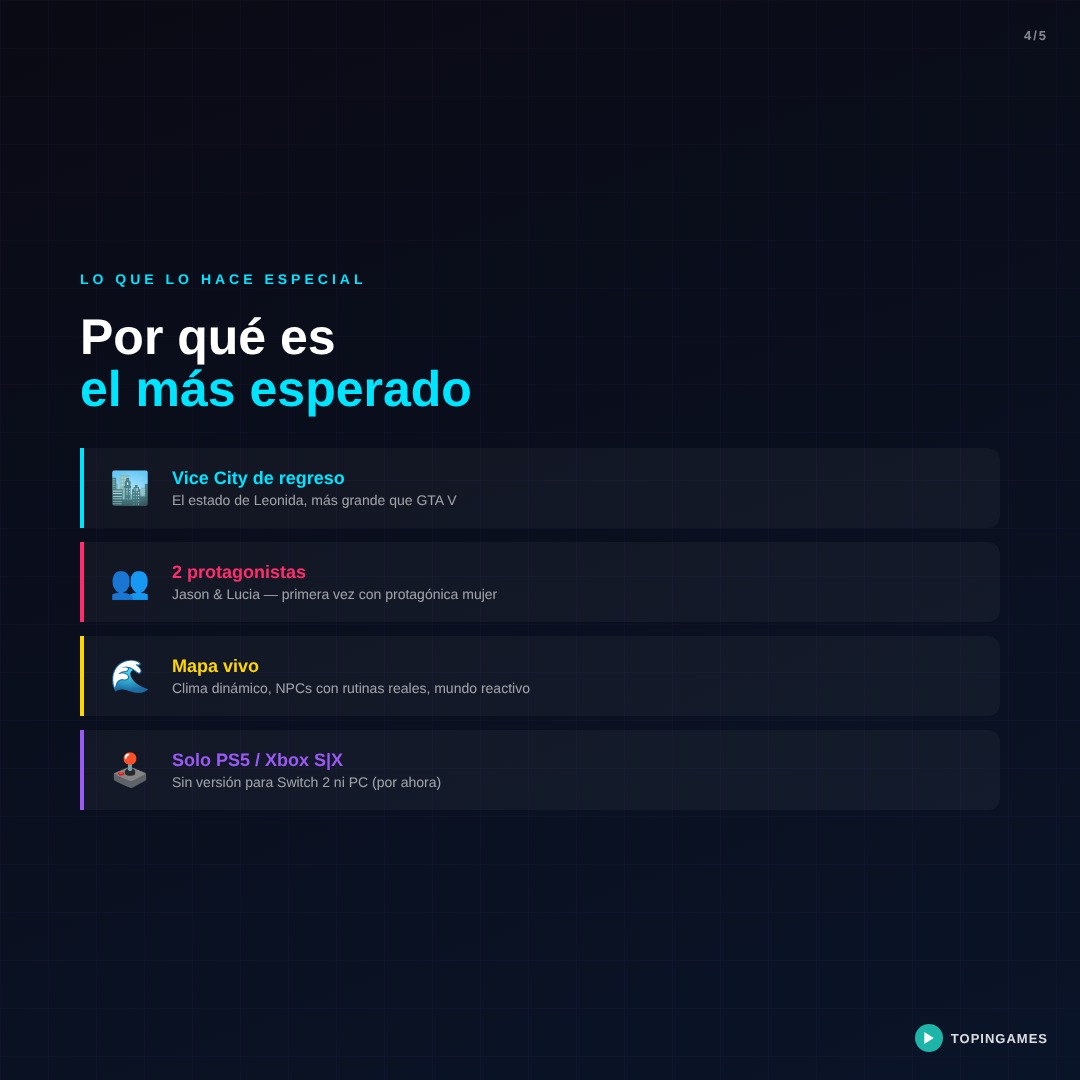 4/5
LO QUE LO HACE ESPECIAL
Por qué es
el más esperado
Vice City de regreso
El estado de Leonida, más grande que GTA V
2 protagonistas
Jason & Lucia — primera vez con protagónica mujer
Mapa vivo
Clima dinámico, NPCs con rutinas reales, mundo reactivo
Solo PS5 / Xbox S|X
Sin versión para Switch 2 ni PC (por ahora)
TOPINGAMES